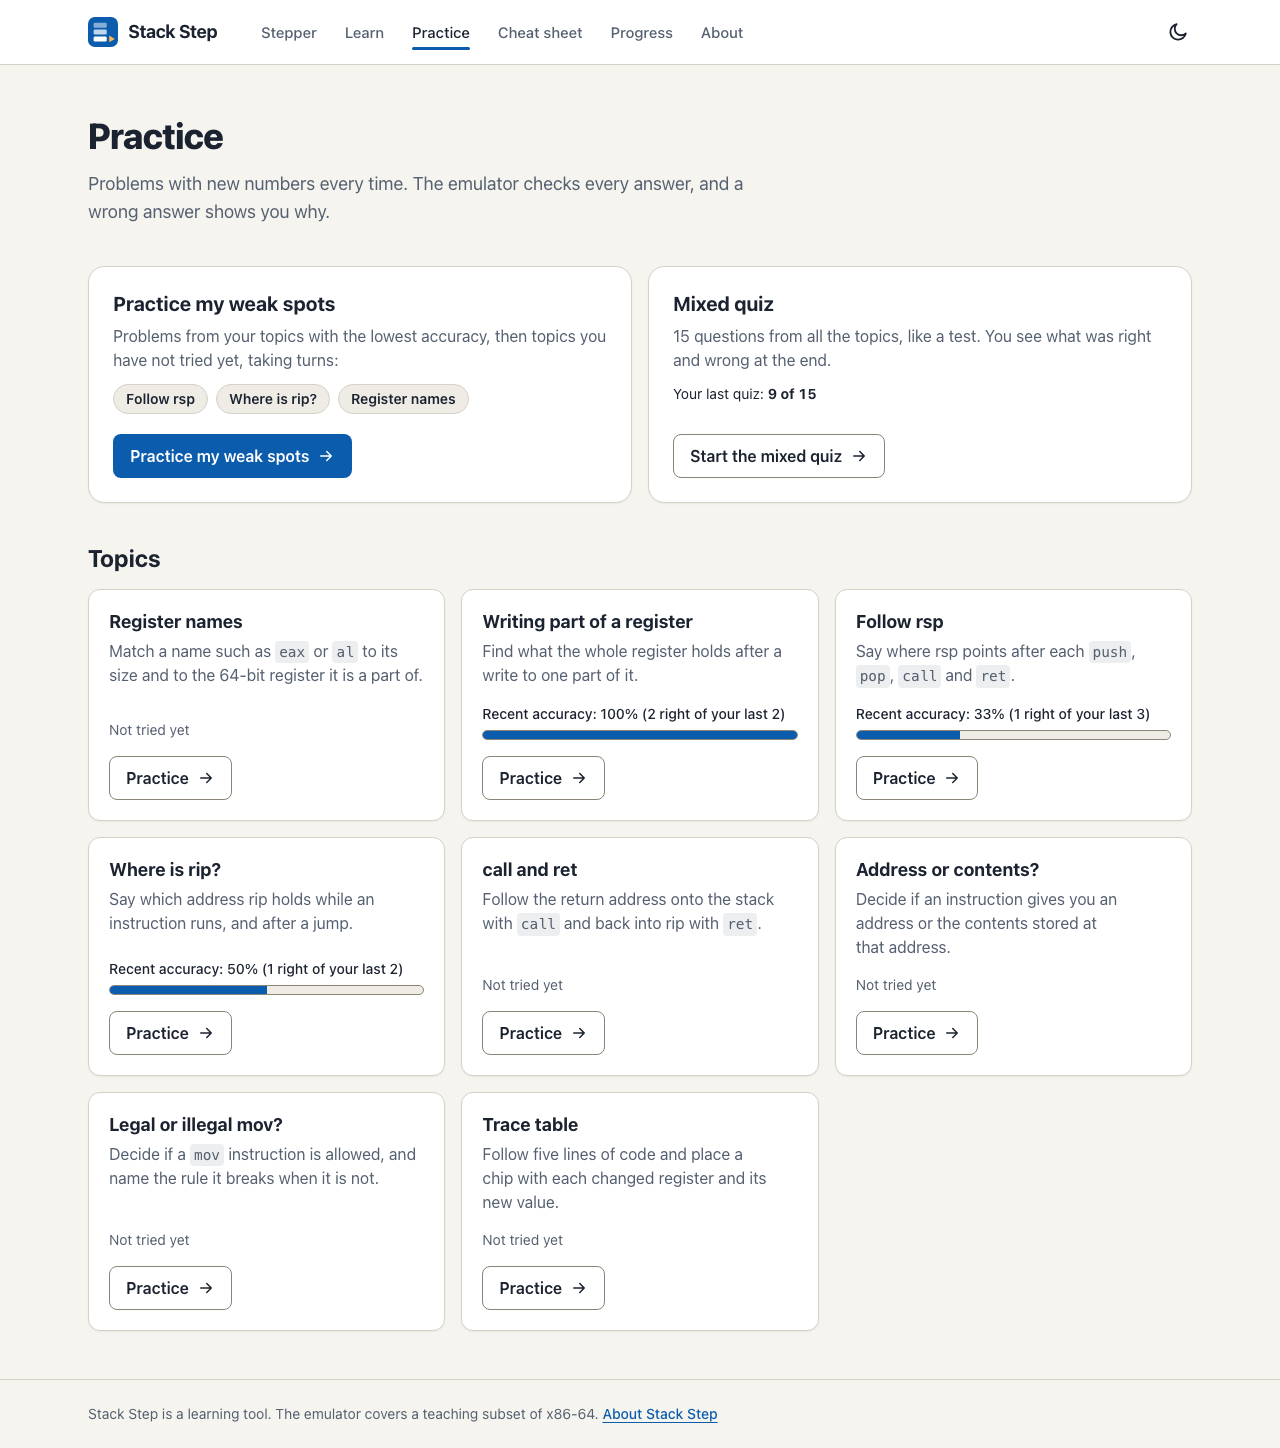 Stack Step
Stepper
Learn
Practice
Cheat sheet
Progress
About
Practice
Problems with new numbers every time. The emulator checks every answer, and a
wrong answer shows you why.
Practice my weak spots
Problems from your topics with the lowest accuracy, then topics you
have not tried yet, taking turns:
Follow rsp
Where is rip?
Register names
Practice my weak spots →
Mixed quiz
15 questions from all the topics, like a test. You see what was right
and wrong at the end.
Your last quiz: 9 of 15
Start the mixed quiz →
Topics
Register names
Match a name such as eax or al to its
size and to the 64-bit register it is a part of.
Not tried yet
Practice →
Writing part of a register
Find what the whole register holds after a
write to one part of it.
Recent accuracy: 100% (2 right of your last 2)
Practice →
Follow rsp
Say where rsp points after each push,
pop, call and ret.
Recent accuracy: 33% (1 right of your last 3)
Practice →
Where is rip?
Say which address rip holds while an
instruction runs, and after a jump.
Recent accuracy: 50% (1 right of your last 2)
Practice →
call and ret
Follow the return address onto the stack
with call and back into rip with ret.
Not tried yet
Practice →
Address or contents?
Decide if an instruction gives you an
address or the contents stored at
that address.
Not tried yet
Practice →
Legal or illegal mov?
Decide if a mov instruction is allowed, and
name the rule it breaks when it is not.
Not tried yet
Practice →
Trace table
Follow five lines of code and place a
chip with each changed register and its
new value.
Not tried yet
Practice →
Stack Step is a learning tool. The emulator covers a teaching subset of x86-64. About Stack Step